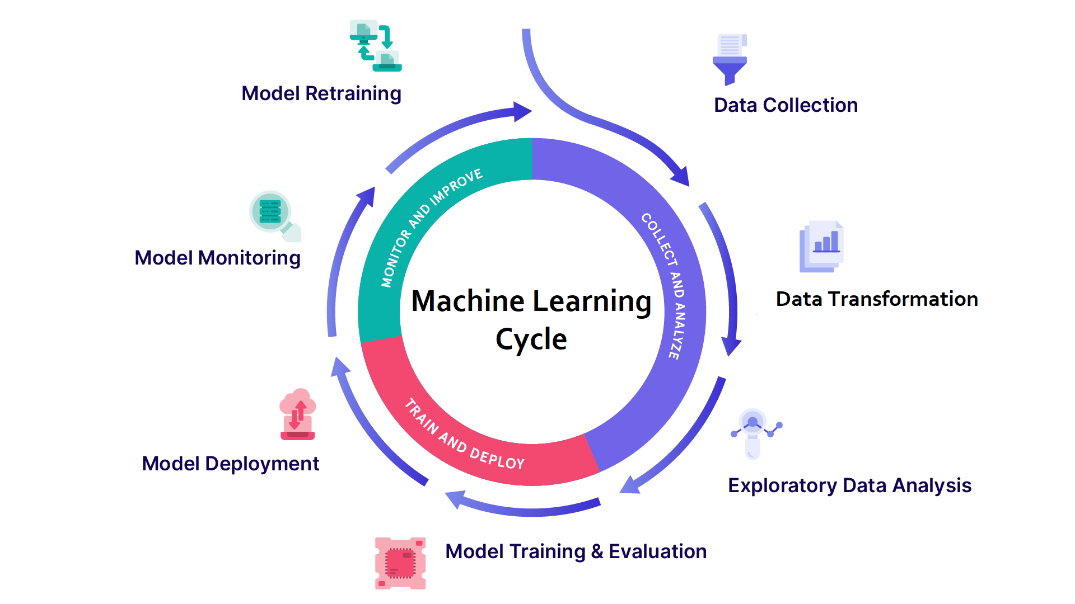 Model Retraining
Data Collection
MONITOR AND IMPROVE
COLLECT AND ANALYZE
Model Monitoring
Machine Learning
Cycle
Data Transformation
TRAIN AND DEPLOY
Model Deployment
Exploratory Data Analysis
Model Training & Evaluation